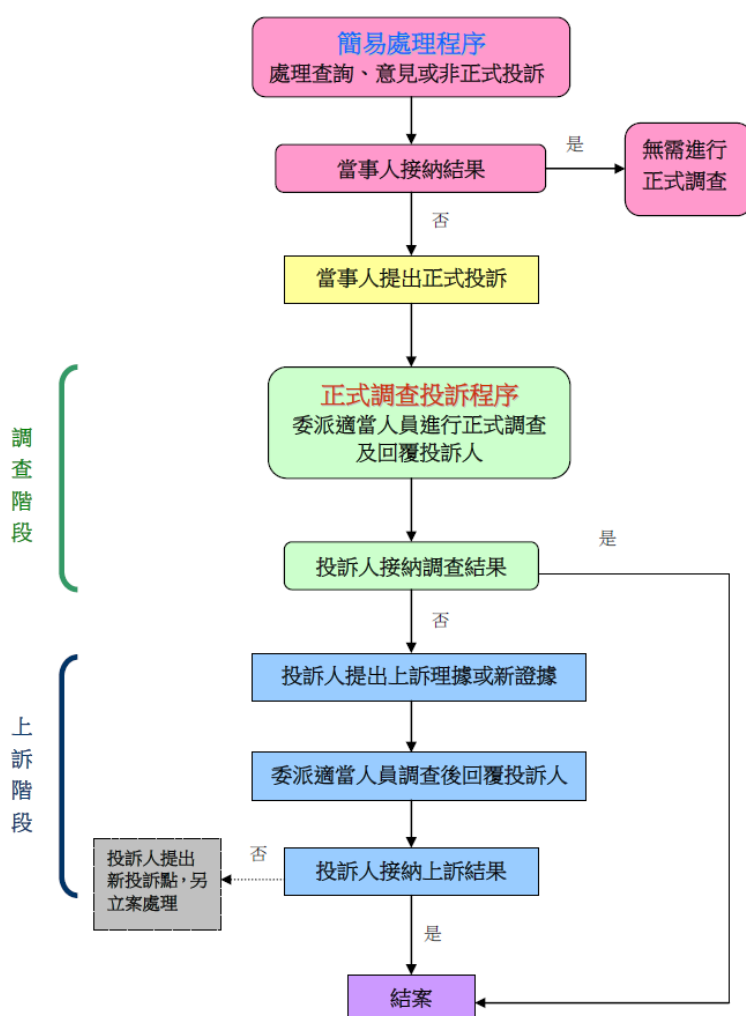 簡易處理程序
處理查詢、意見或非正式投訴
當事人接納結果
是
無需進行
正式調查
否
當事人提出正式投訴
調查階段
正式調查投訴程序
委派適當人員進行正式調查
及回覆投訴人
投訴人接納調查結果
是
否
上訴階段
投訴人提出上訴理據或新證據
委派適當人員調查後回覆投訴人
投訴人接納上訴結果
否
投訴人提出
新投訴點，另
立案處理
是
結案